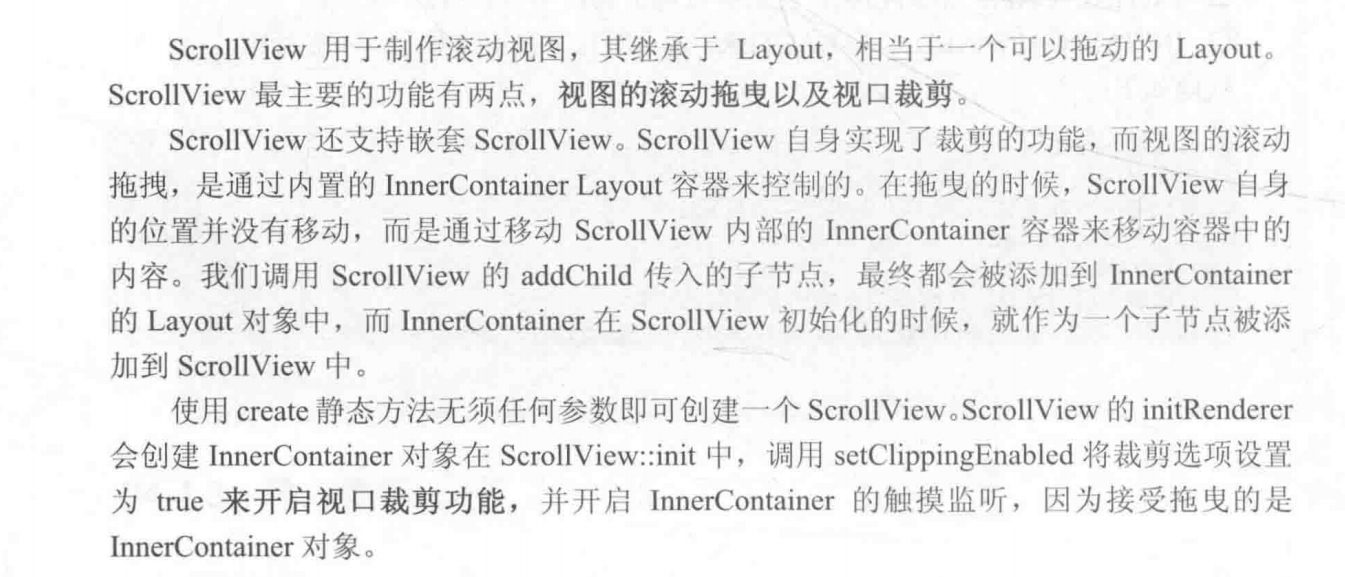 ScrollView 用于制作滚动视图，其继承于 Layout，相当于一个可以拖动的 Layout。
ScrollView 最主要的功能有两点，视图的滚动拖曳以及视口裁剪。
ScrollView 还支持嵌套 ScrollView。ScrollView 自身实现了裁剪的功能，而视图的滚动
拖拽，是通过内置的 InnerContainer Layout 容器来控制的。在拖曳的时候，ScrollView 自身
的位置并没有移动，而是通过移动 ScrollView 内部的 InnerContainer 容器来移动容器中的
内容。我们调用 ScrollView 的 addChild 传入的子节点，最终都会被添加到 InnerContainer
的 Layout 对象中，而 InnerContainer 在 ScrollView 初始化的时候，就作为一个子节点被添
加到 ScrollView 中。
使用 create 静态方法无须任何参数即可创建一个 ScrollView。ScrollView 的 initRenderer
会创建 InnerContainer 对象在 ScrollView::init 中，调用 setClippingEnabled 将裁剪选项设置
为 true 来开启视口裁剪功能，并开启 InnerContainer 的触摸监听，因为接受拖曳的是
InnerContainer 对象。